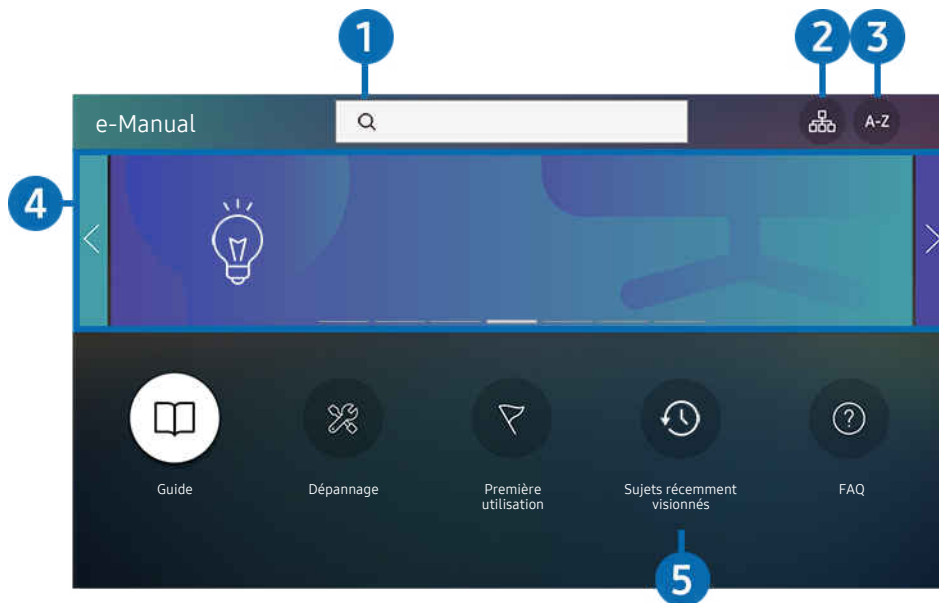 1
2
3
e-Manual
A-Z
4
Guide
Dépannage
Première
utilisation
Sujets récemment
visionnés
FAQ
5